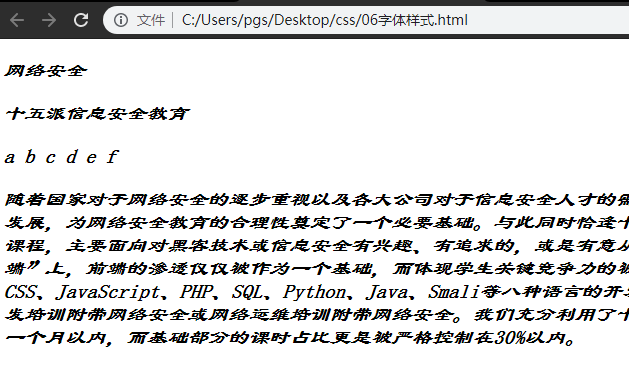 文件 C:/Users/pgs/Desktop/css/06字体样式.html
网络安全
十五派信息安全教育
a b c d e f
随着国家对于网络安全的逐步重视以及各大公司对于信息安全人才的需
发展，为网络安全教育的合理性奠定了一个必要基础。与此同时恰逢十
课程，主要面向对黑客技术或信息安全有兴趣、有追求的，或是有意从
端”上，前端的渗透仅仅被作为一个基础，而体现学生关键竞争力的被
CSS、JavaScript、PHP、SQL、Python、Java、Smali等八种语言的开
发培训附带网络安全或网络运维培训附带网络安全。我们充分利用了十
一个月以内，而基础部分的课时占比更是被严格控制在30%以内。